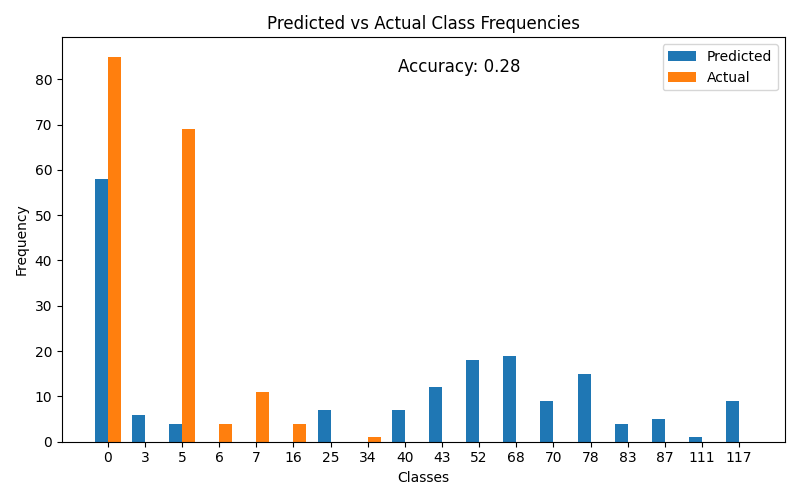 Predicted vs Actual Class Frequencies
Accuracy: 0.28
Predicted
Actual
Frequency
80
70
60
50
40
30
20
10
0
0 3 5 6 7 16 25 34 40 43 52 68 70 78 83 87 111 117
Classes